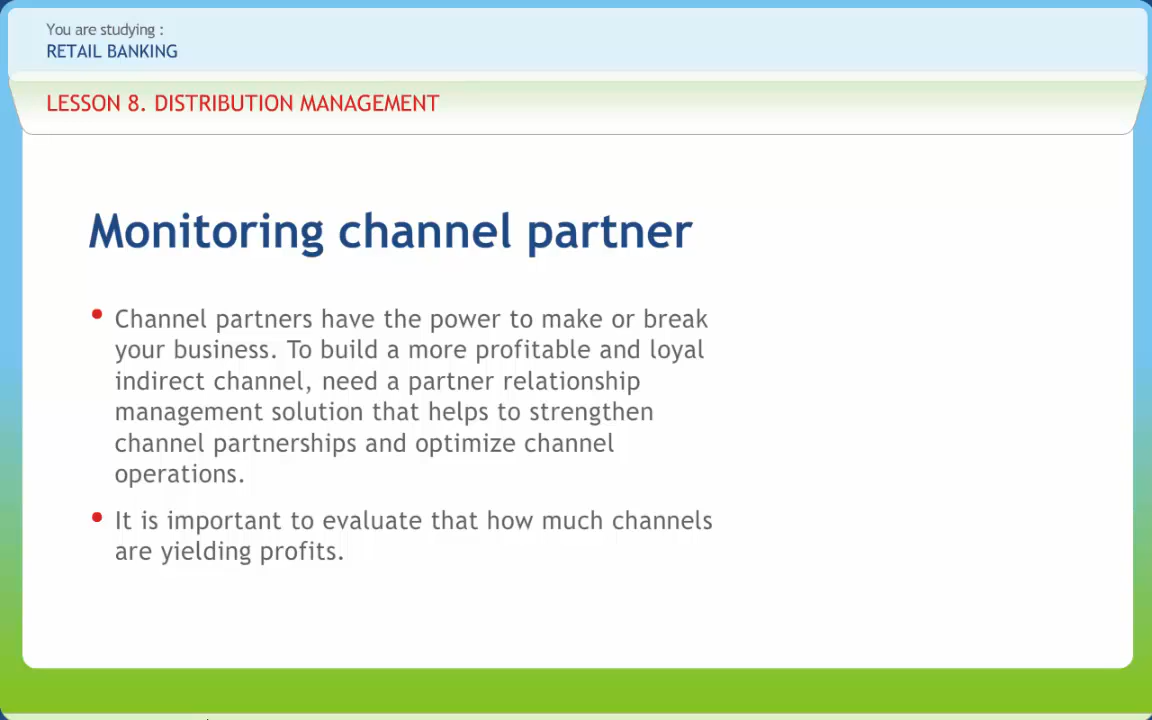 You are studying :
RETAIL BANKING
LESSON 8. DISTRIBUTION MANAGEMENT
Monitoring channel partner
• Channel partners have the power to make or break
your business. To build a more profitable and loyal
indirect channel, need a partner relationship
management solution that helps to strengthen
channel partnerships and optimize channel
operations.
• It is important to evaluate that how much channels
are yielding profits.